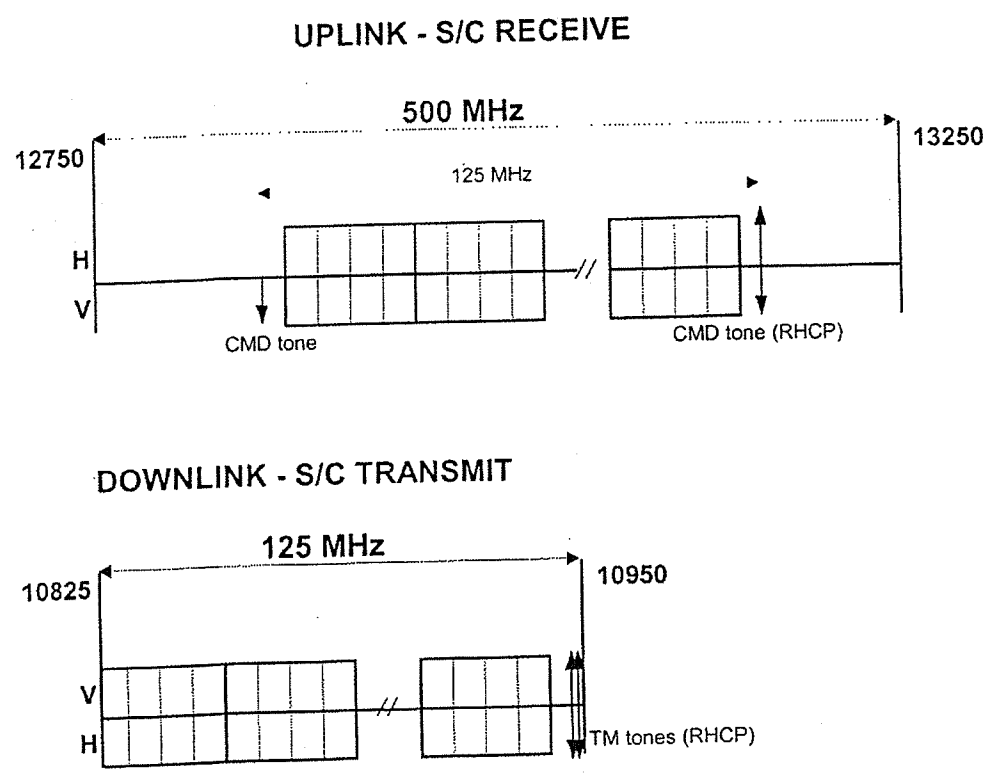 UPLINK - S/C RECEIVE
500 MHz
12750
13250
125 MHz
H
V
//
CMD tone
CMD tone (RHCP)
DOWNLINK - S/C TRANSMIT
125 MHz
10825
10950
V
//
H
TM tones (RHCP)